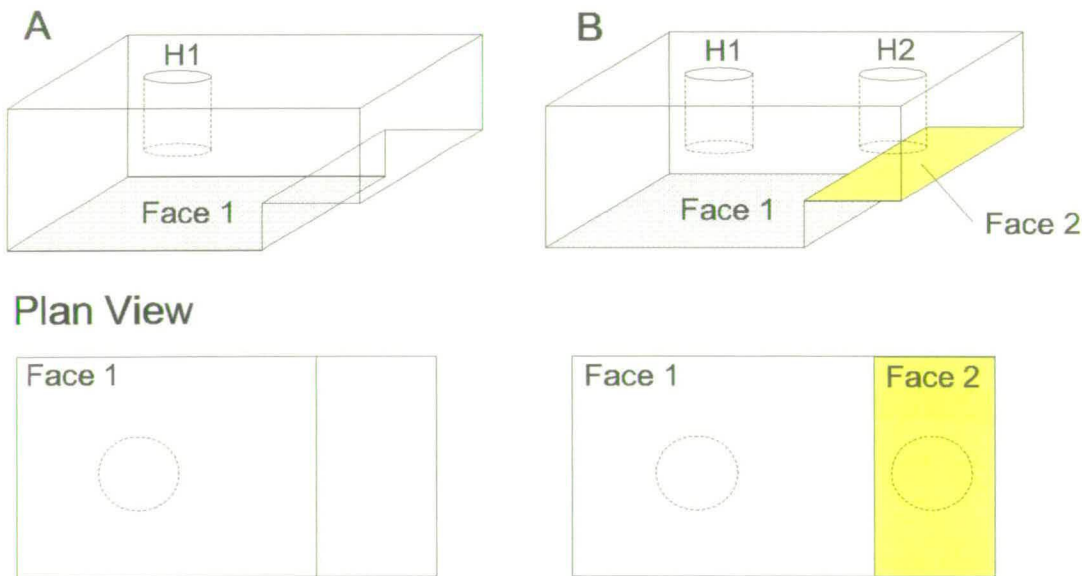 A
B
H1
H1
H2
Face 1
Face 1
Face 2
Plan View
Face 1
Face 1
Face 2